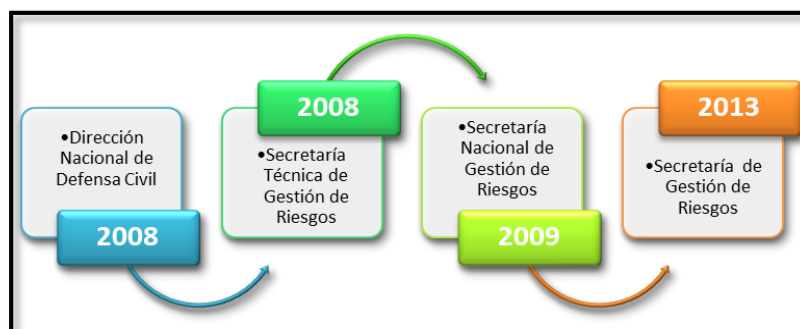 •Dirección
Nacional de
Defensa Civil
2008
2008
•Secretaría
Técnica de
Gestión de
Riesgos
•Secretaría
Nacional de
Gestión de
Riesgos
2009
2013
•Secretaría de
Gestión de
Riesgos